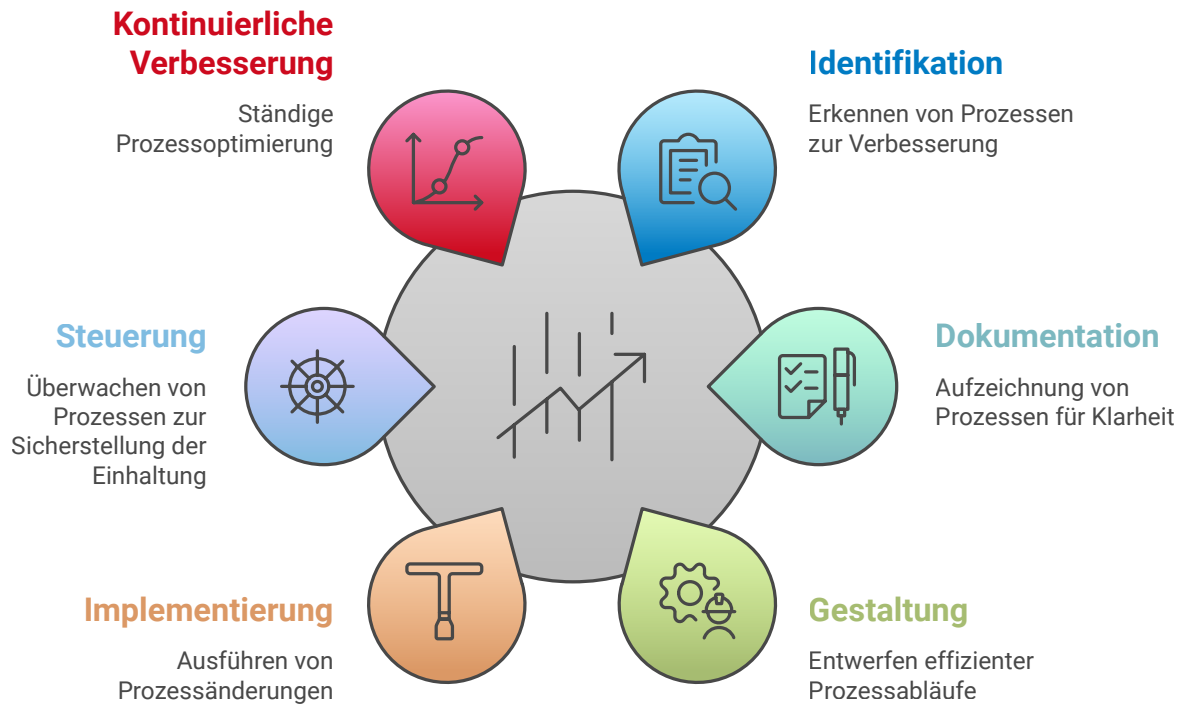 Kontinuierliche
Verbesserung
Ständige
Prozessoptimierung
Identifikation
Erkennen von Prozessen
zur Verbesserung
Steuerung
Überwachen von
Prozessen zur
Sicherstellung der
Einhaltung
Dokumentation
Aufzeichnung von
Prozessen für Klarheit
Implementierung
Ausführen von
Prozessänderungen
Gestaltung
Entwerfen effizienter
Prozessabläufe